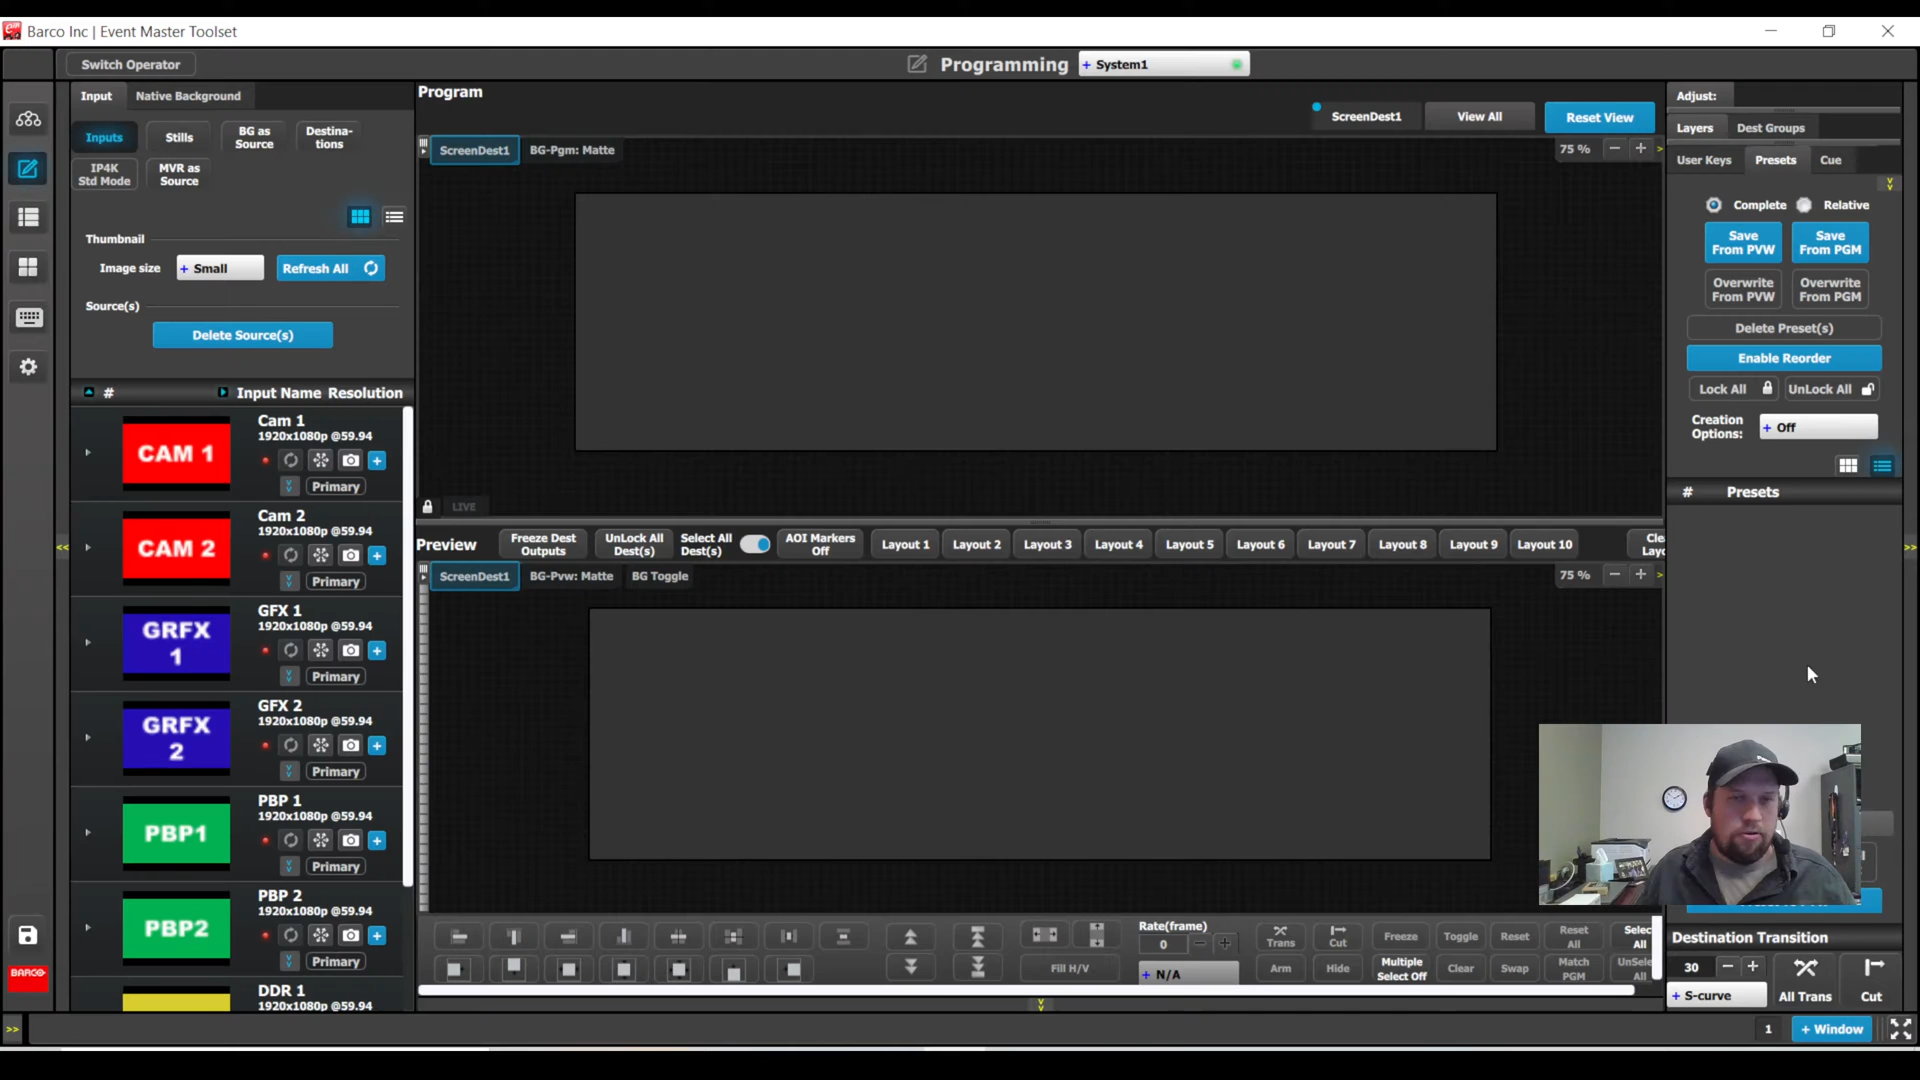 Barco Inc | Event Master Toolset
Switch Operator
Programming
+ System1
Input
Native Background
Inputs
Stills
BG as
Source
Destina-
tions
IP4K
Std Mode
MVR as
Source
Thumbnail
Image size
+ Small
Refresh All
Source(s)
Delete Source(s)
#
Input Name Resolution
CAM 1
Cam 1
1920x1080p @59.94
Primary
CAM 2
Cam 2
1920x1080p @59.94
Primary
GRFX
1
GFX 1
1920x1080p @59.94
Primary
GRFX
2
GFX 2
1920x1080p @59.94
Primary
PBP1
PBP 1
1920x1080p @59.94
Primary
PBP2
PBP 2
1920x1080p @59.94
Primary
DDR 1
1920x1080p @59.94
BARCO
Program
ScreenDest1
View All
Reset View
ScreenDest1
BG-Pgm: Matte
75 %
LIVE
Preview
Freeze Dest
Outputs
UnLock All
Dest(s)
Select All
Dest(s)
AOI Markers
Off
Layout 1
Layout 2
Layout 3
Layout 4
Layout 5
Layout 6
Layout 7
Layout 8
Layout 9
Layout 10
ScreenDest1
BG-Pvw: Matte
BG Toggle
75 %
Fill H/V
Rate(frame)
0
+ N/A
Trans
Cut
Arm
Hide
Freeze
Toggle
Reset
Reset
All
Multiple
Select Off
Clear
Swap
Match
PGM
All
All
Adjust:
Layers
Dest Groups
User Keys
Presets
Cue
Complete
Relative
Save
From PVW
Save
From PGM
Overwrite
From PVW
Overwrite
From PGM
Delete Preset(s)
Enable Reorder
Lock All
UnLock All
Creation
Options:
+ Off
#
Presets
Destination Transition
30
+ S-curve
All Trans
Cut
1
+ Window